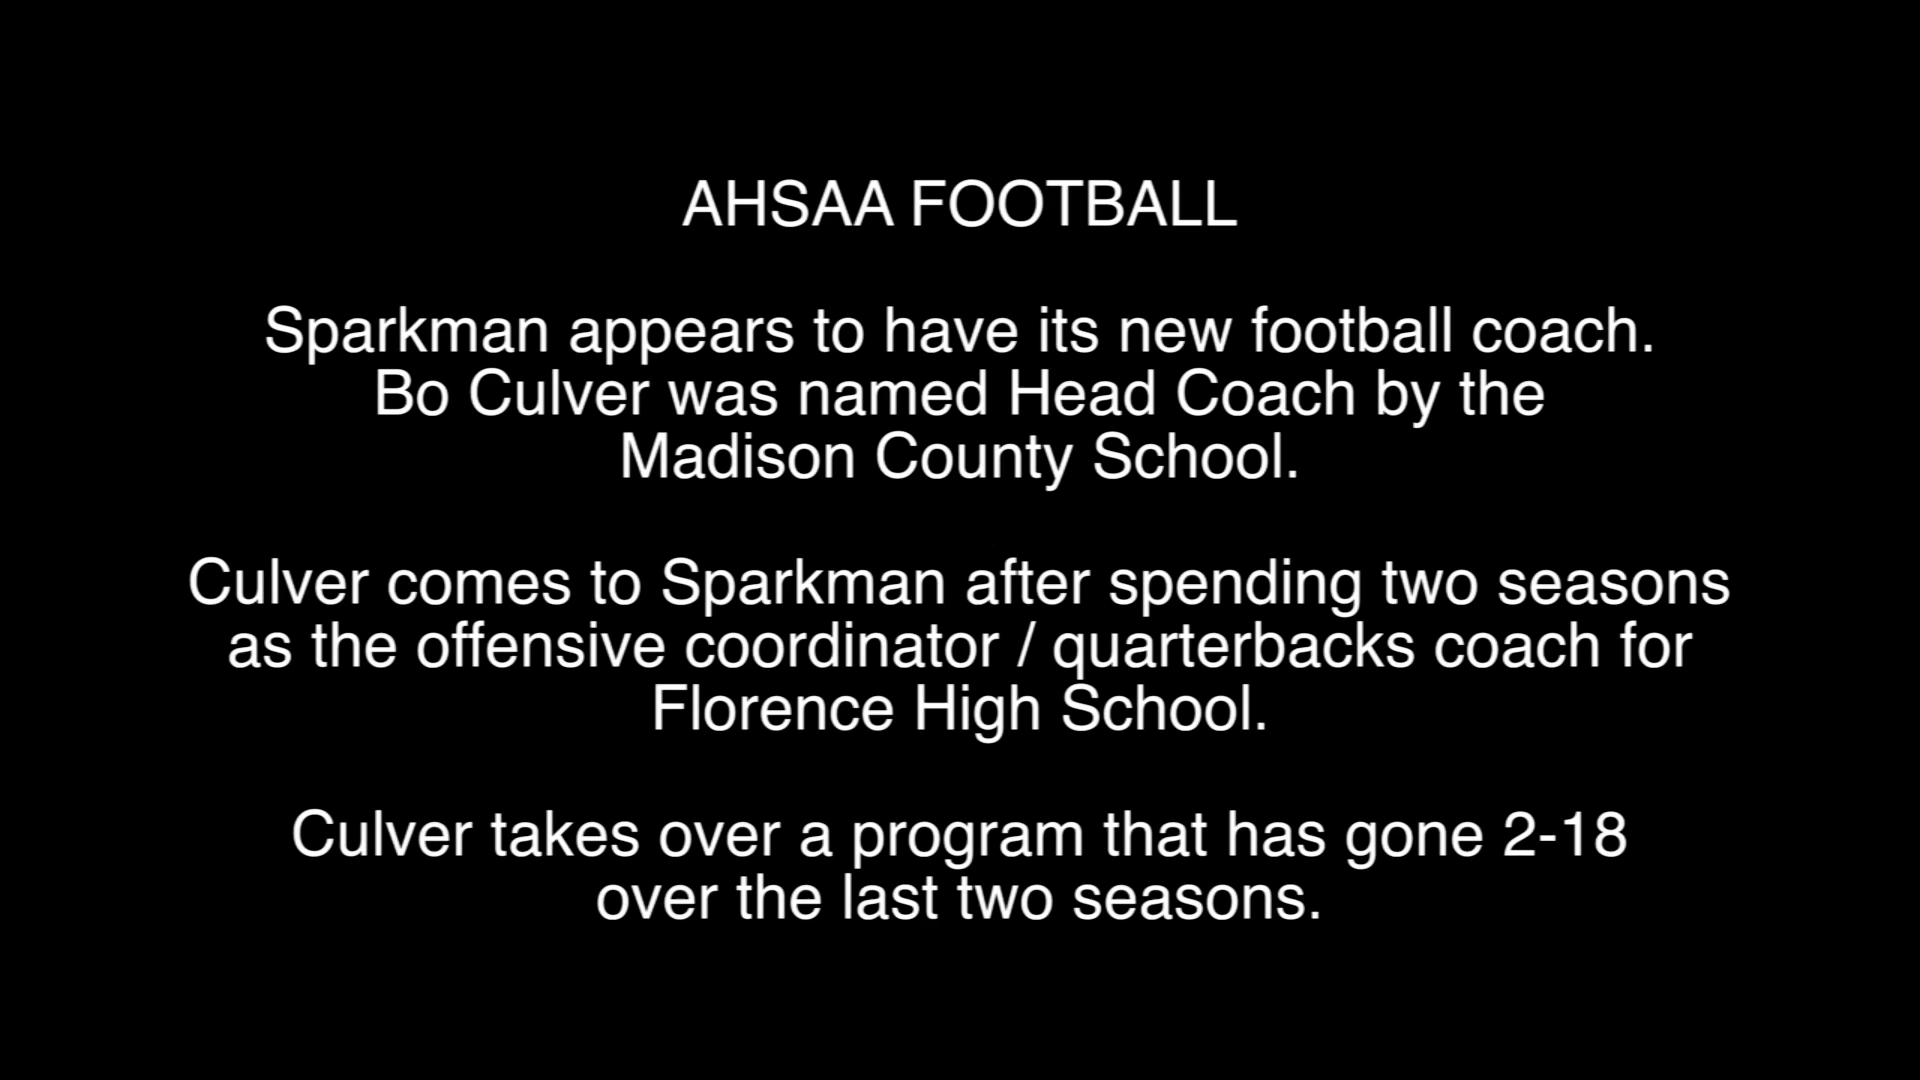 AHSAA FOOTBALL
Sparkman appears to have its new football coach.
Bo Culver was named Head Coach by the
Madison County School.
Culver comes to Sparkman after spending two seasons
as the offensive coordinator / quarterbacks coach for
Florence High School.
Culver takes over a program that has gone 2-18
over the last two seasons.